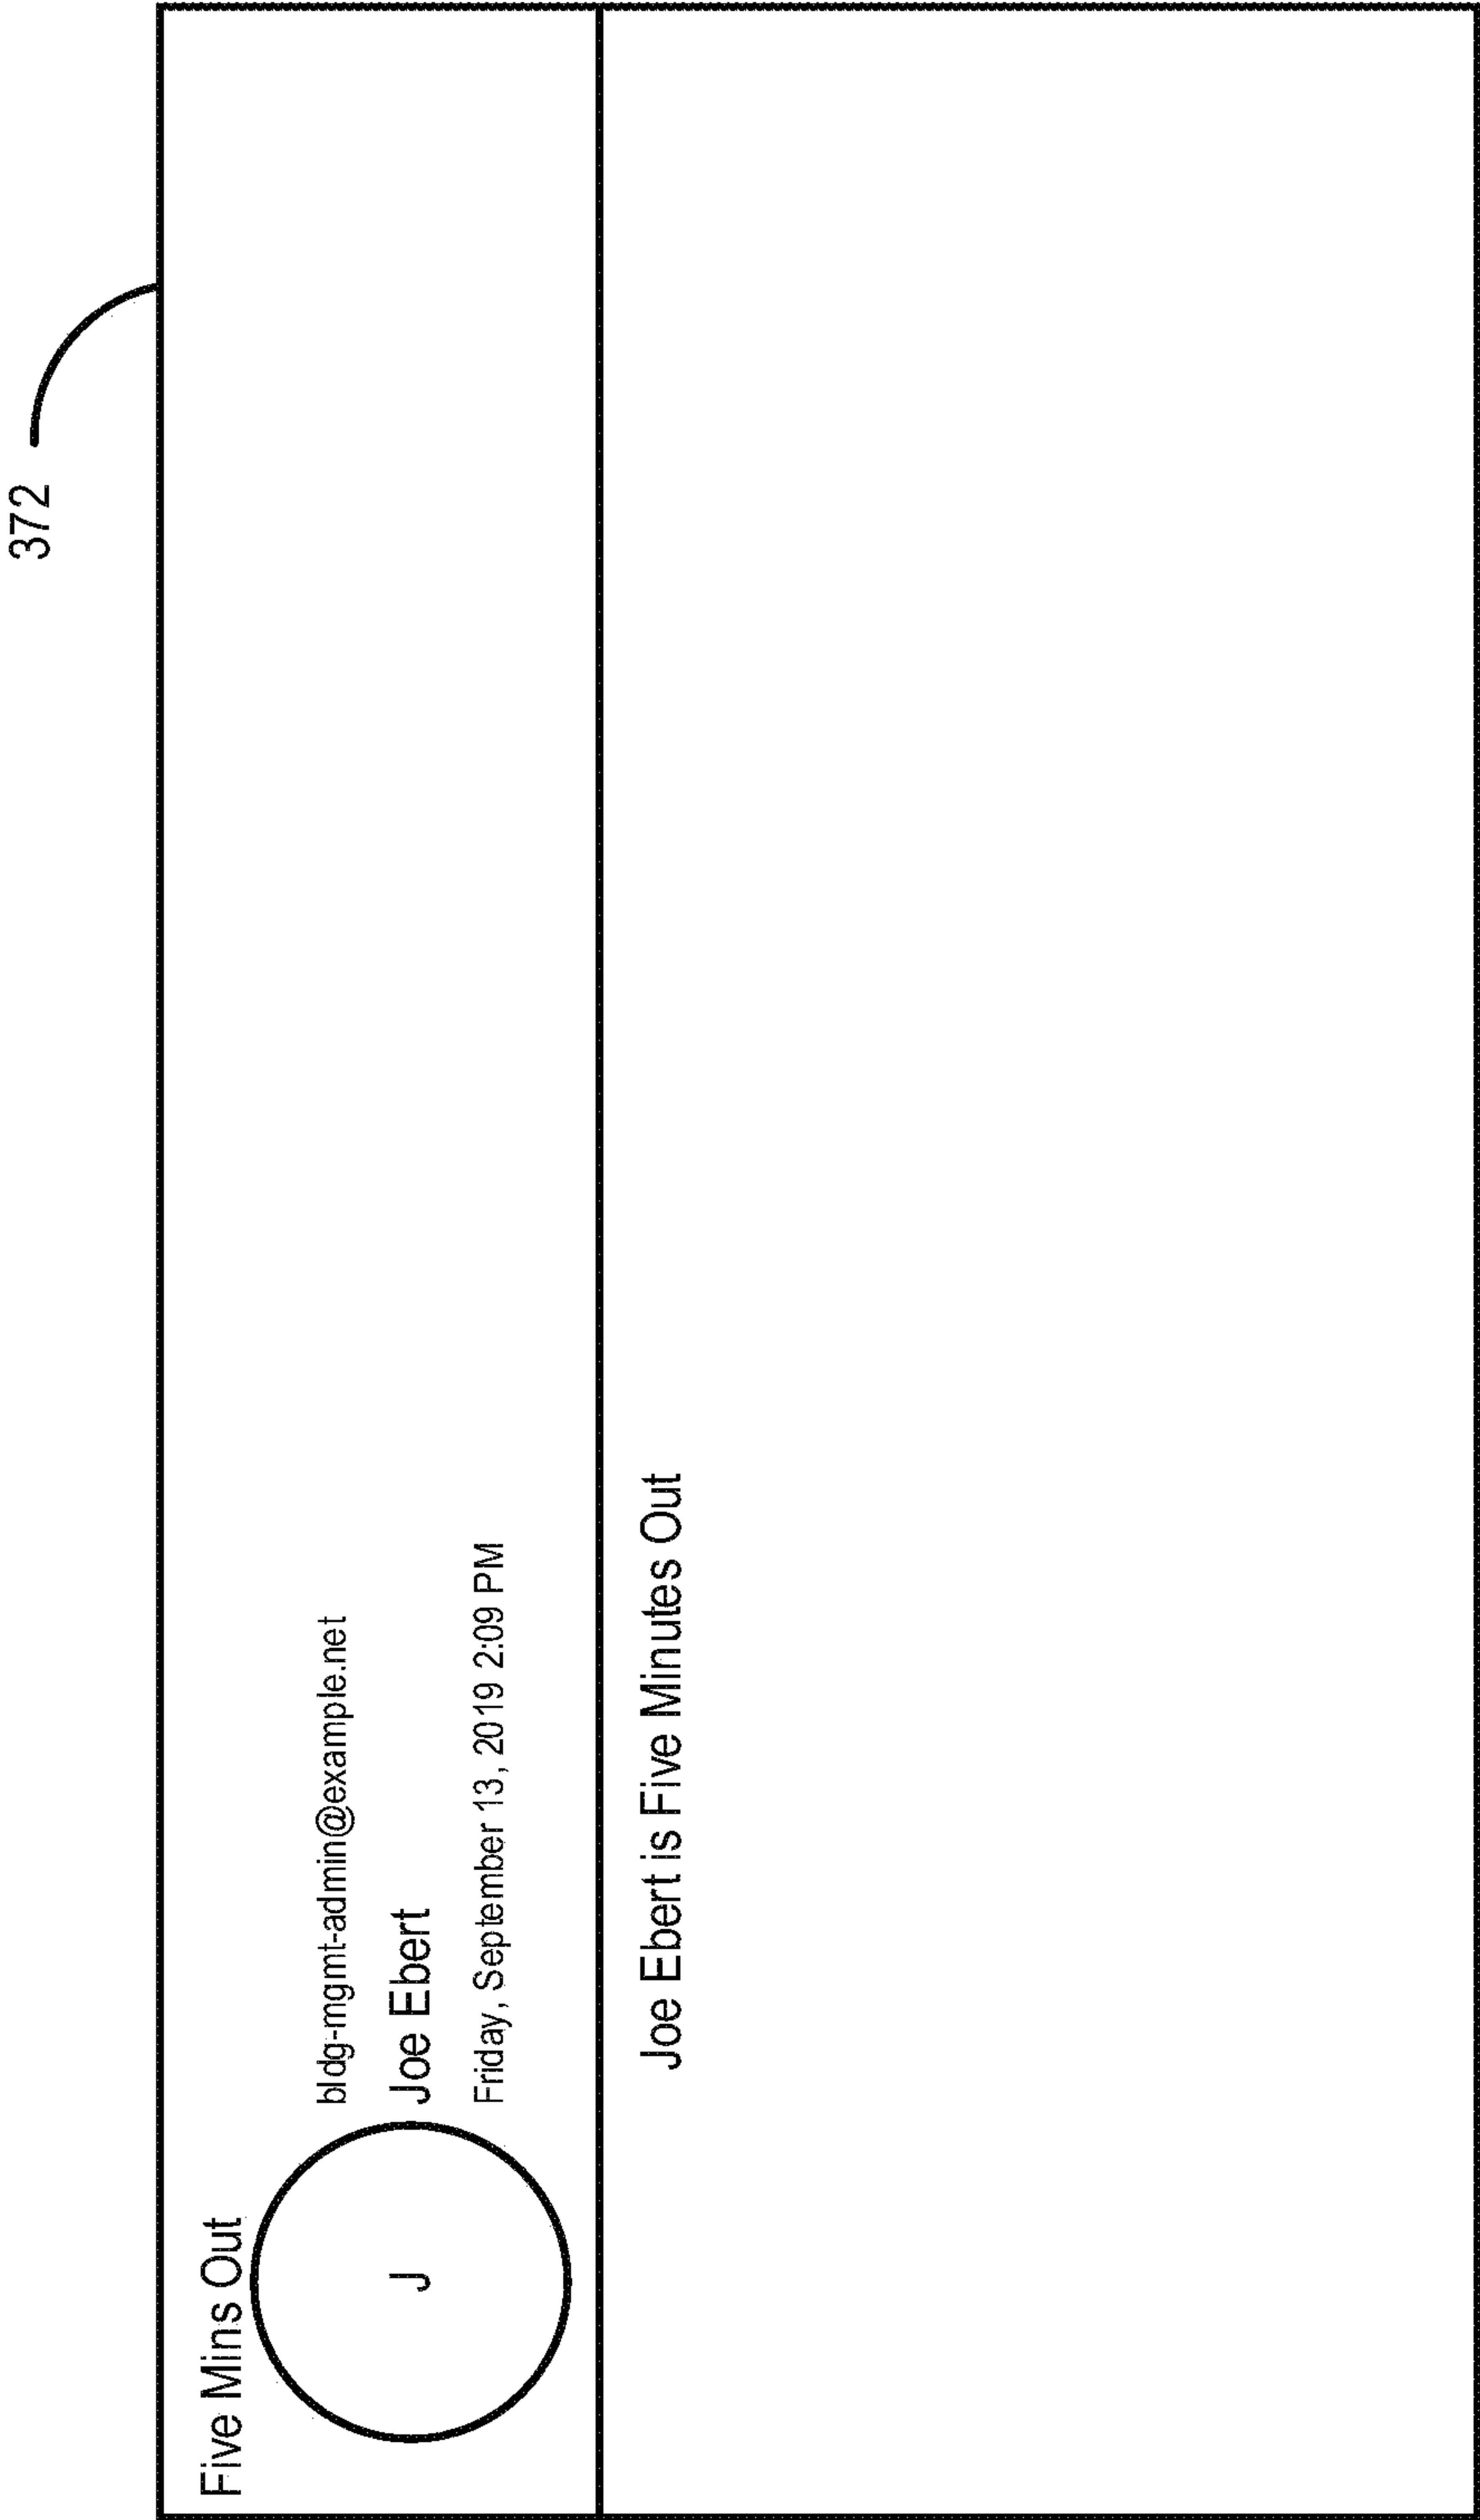 372
Five Mins Out
bldg-mgmt-admin@example.net
J
Joe Ebert
Friday, September 13, 2019 2:09 PM
Joe Ebert is Five Minutes Out